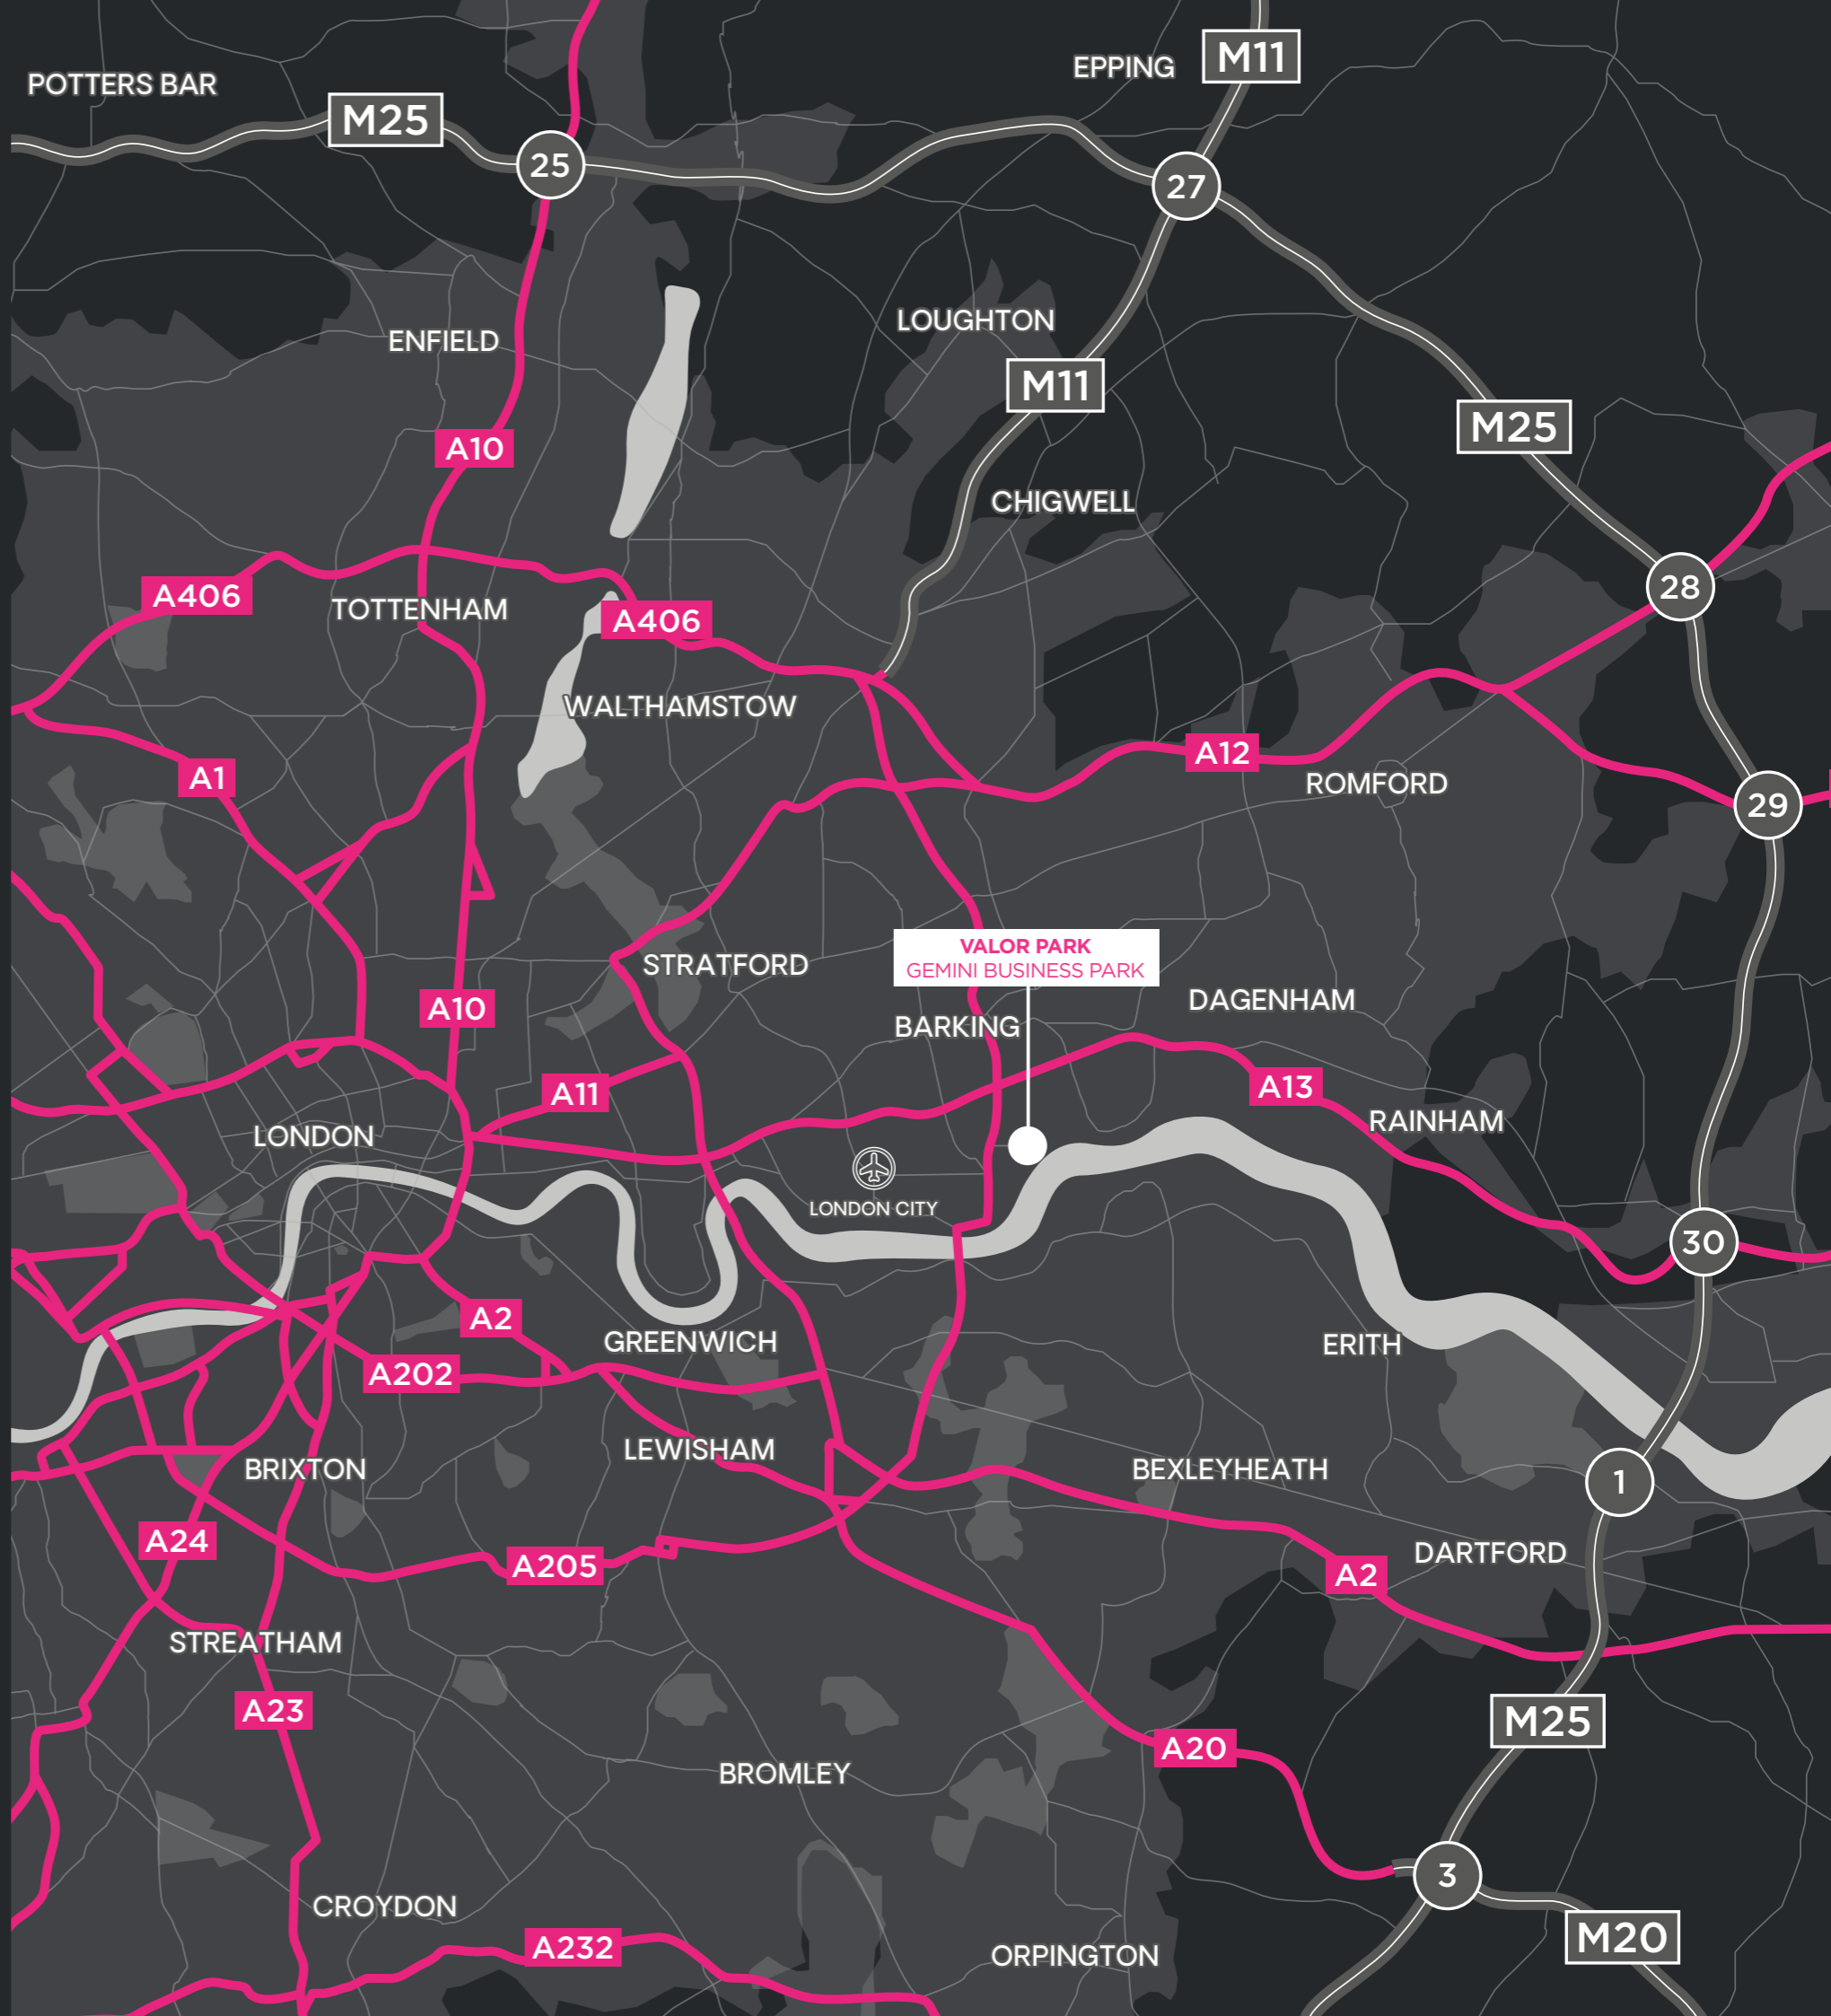 EPPING
M11
POTTERS BAR
M25
25
27
LOUGHTON
ENFIELD
M11
M25
A10
CHIGWELL
28
A406
TOTTENHAM
A406
WALTHAMSTOW
A12
A1
ROMFORD
29
VALOR PARK
GEMINI BUSINESS PARK
STRATFORD
DAGENHAM
A10
BARKING
A11
A13
RAINHAM
LONDON
LONDON CITY
30
A2
GREENWICH
ERITH
A202
LEWISHAM
BRIXTON
BEXLEYHEATH
1
A24
DARTFORD
A205
A2
STREATHAM
A23
M25
A20
BROMLEY
3
CROYDON
M20
A232
ORPINGTON